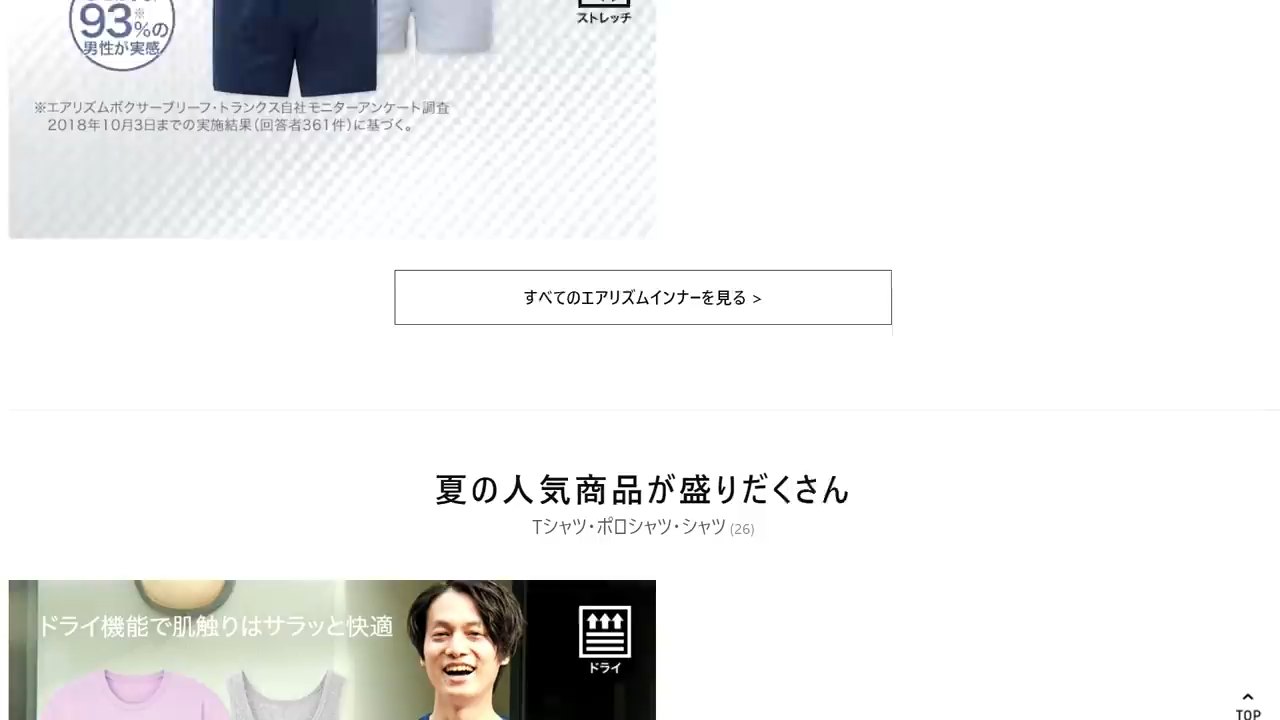 93※%の
男性が実感
ストレッチ
※エアリズムボクサーブリーフ・トランクス自社モニターアンケート調査
2018年10月3日までの実施結果(回答者361件)に基づく。
すべてのエアリズムインナーを見る >
夏の人気商品が盛りだくさん
Tシャツ・ポロシャツ・シャツ (26)
ドライ機能で肌触りはサラッと快適
ドライ
TOP